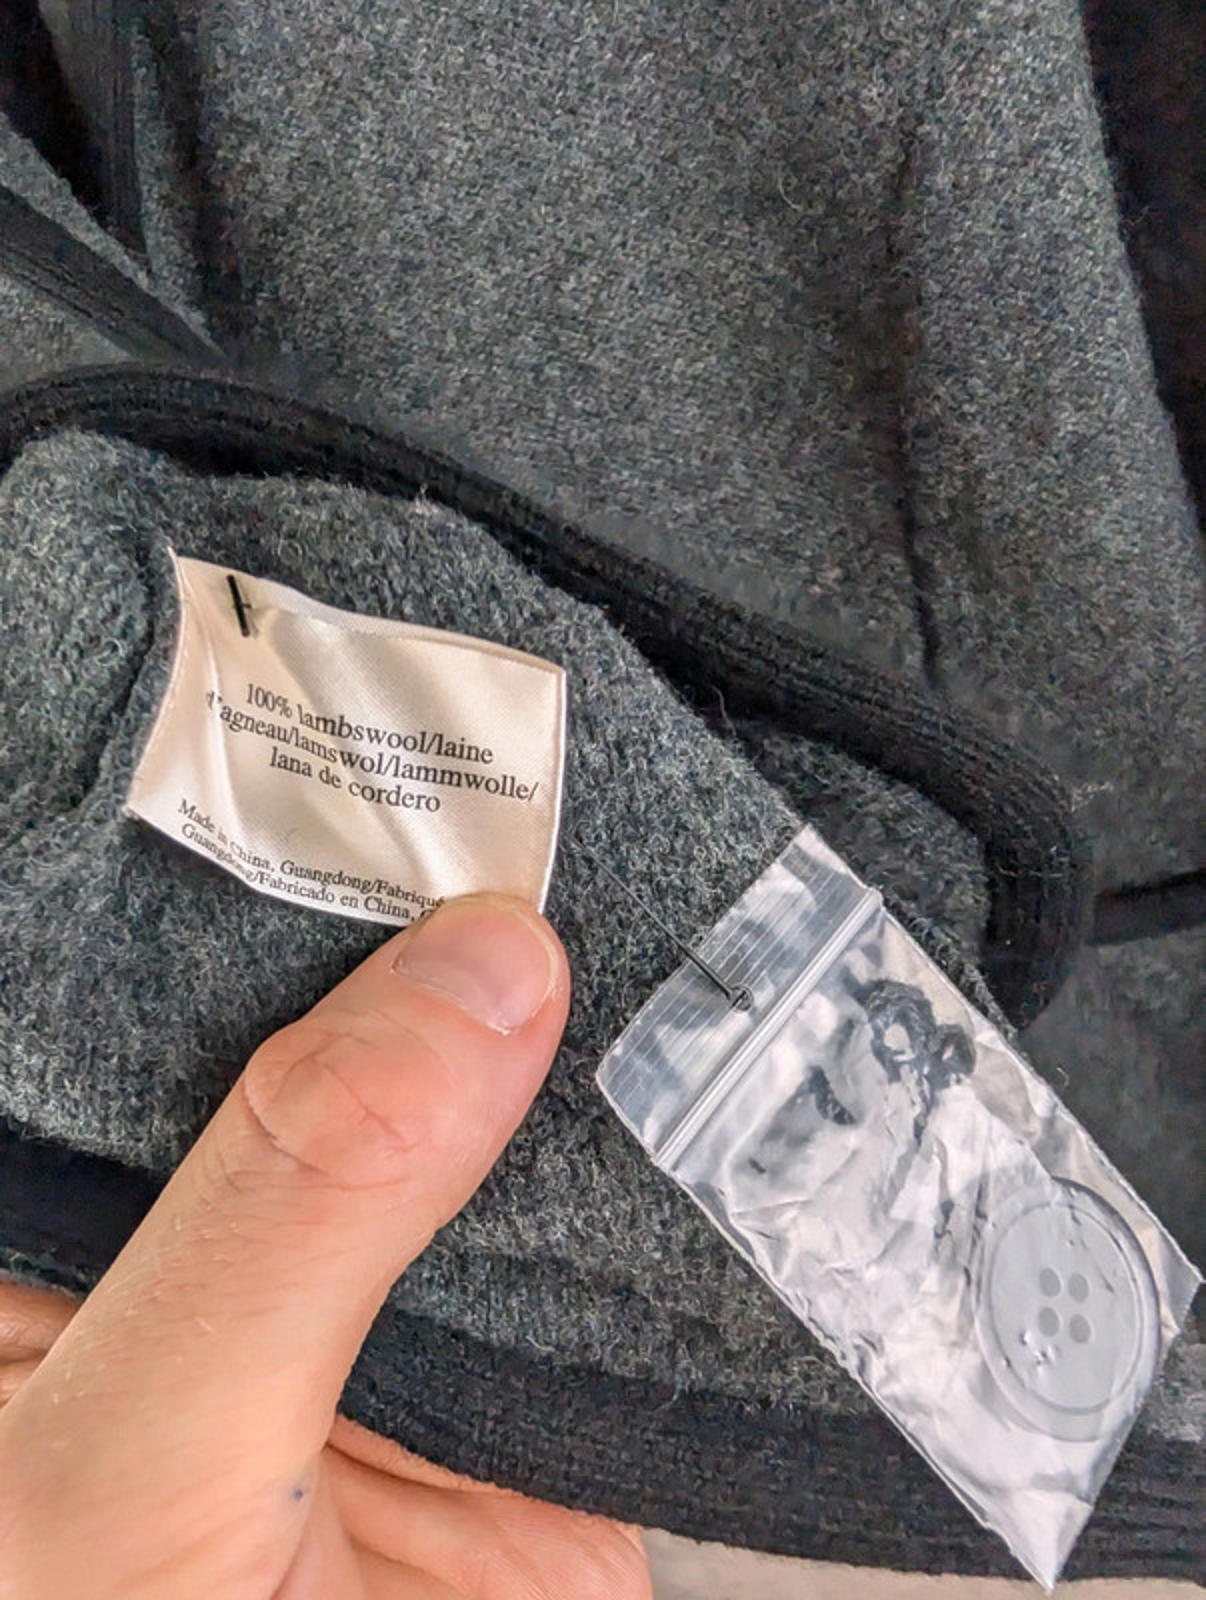 100% lambswool/laine
d'agneau/lamswol/lammwolle/
lana de cordero
Made in China, Guangdong/Fabriqué
Guangdong/Fabricado en China, G